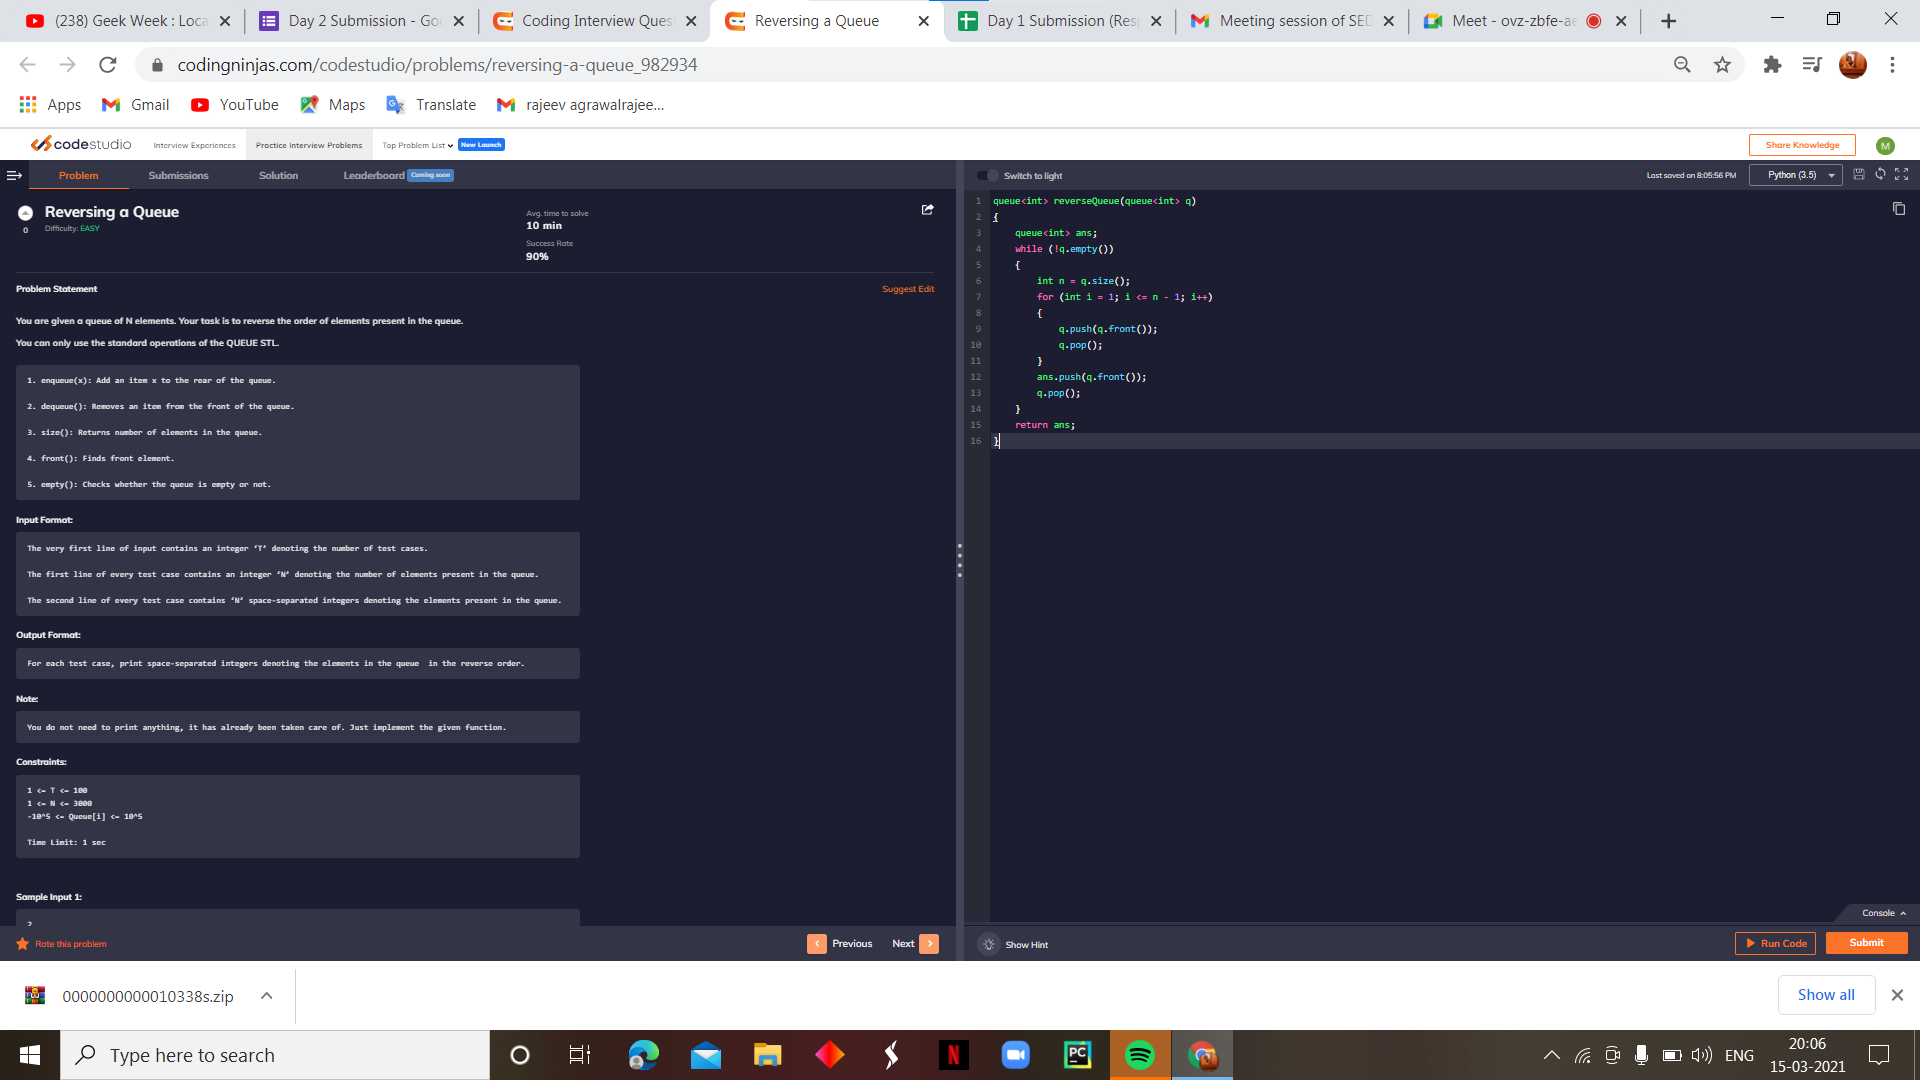 (238) Geek Week : Loca
Day 2 Submission - Goo
Coding Interview Ques
Reversing a Queue
Day 1 Submission (Resp
Meeting session of SED
Meet - ovz-zbfe-ae
codingninjas.com/codestudio/problems/reversing-a-queue_982934
Apps
Gmail
YouTube
Maps
Translate
rajeev agrawalrajee...
codestudio
Interview Experiences
Practice Interview Problems
Top Problem List
New Launch
Share Knowledge
M
Problem
Submissions
Solution
Leaderboard
Coming soon
Switch to light
Last saved on 8:05:56 PM
Python (3.5)
Reversing a Queue
0
Difficulty: EASY
Avg. time to solve
10 min
Success Rate
90%
Problem Statement
Suggest Edit
You are given a queue of N elements. Your task is to reverse the order of elements present in the queue.
You can only use the standard operations of the QUEUE STL.
1. enqueue(x): Add an item x to the rear of the queue.
2. dequeue(): Removes an item from the front of the queue.
3. size(): Returns number of elements in the queue.
4. front(): Finds front element.
5. empty(): Checks whether the queue is empty or not.
Input Format:
The very first line of input contains an integer ‘T’ denoting the number of test cases.
The first line of every test case contains an integer ‘N’ denoting the number of elements present in the queue.
The second line of every test case contains ‘N’ space-separated integers denoting the elements present in the queue.
Output Format:
For each test case, print space-separated integers denoting the elements in the queue  in the reverse order.
Note:
You do not need to print anything, it has already been taken care of. Just implement the given function.
Constraints:
1 <= T <= 100
1 <= N <= 3000
-10^5 <= Queue[i] <= 10^5
Time Limit: 1 sec
Sample Input 1:
2
Rate this problem
Previous
Next
1 queue<int> reverseQueue(queue<int> q)
2 {
3 queue<int> ans;
4 while (!q.empty())
5 {
6 int n = q.size();
7 for (int i = 1; i <= n - 1; i++)
8 {
9 q.push(q.front());
10 q.pop();
11 }
12 ans.push(q.front());
13 q.pop();
14 }
15 return ans;
16 }
Console
Show Hint
Run Code
Submit
0000000000010338s.zip
Show all
Type here to search
N
PC
ENG
20:06
15-03-2021